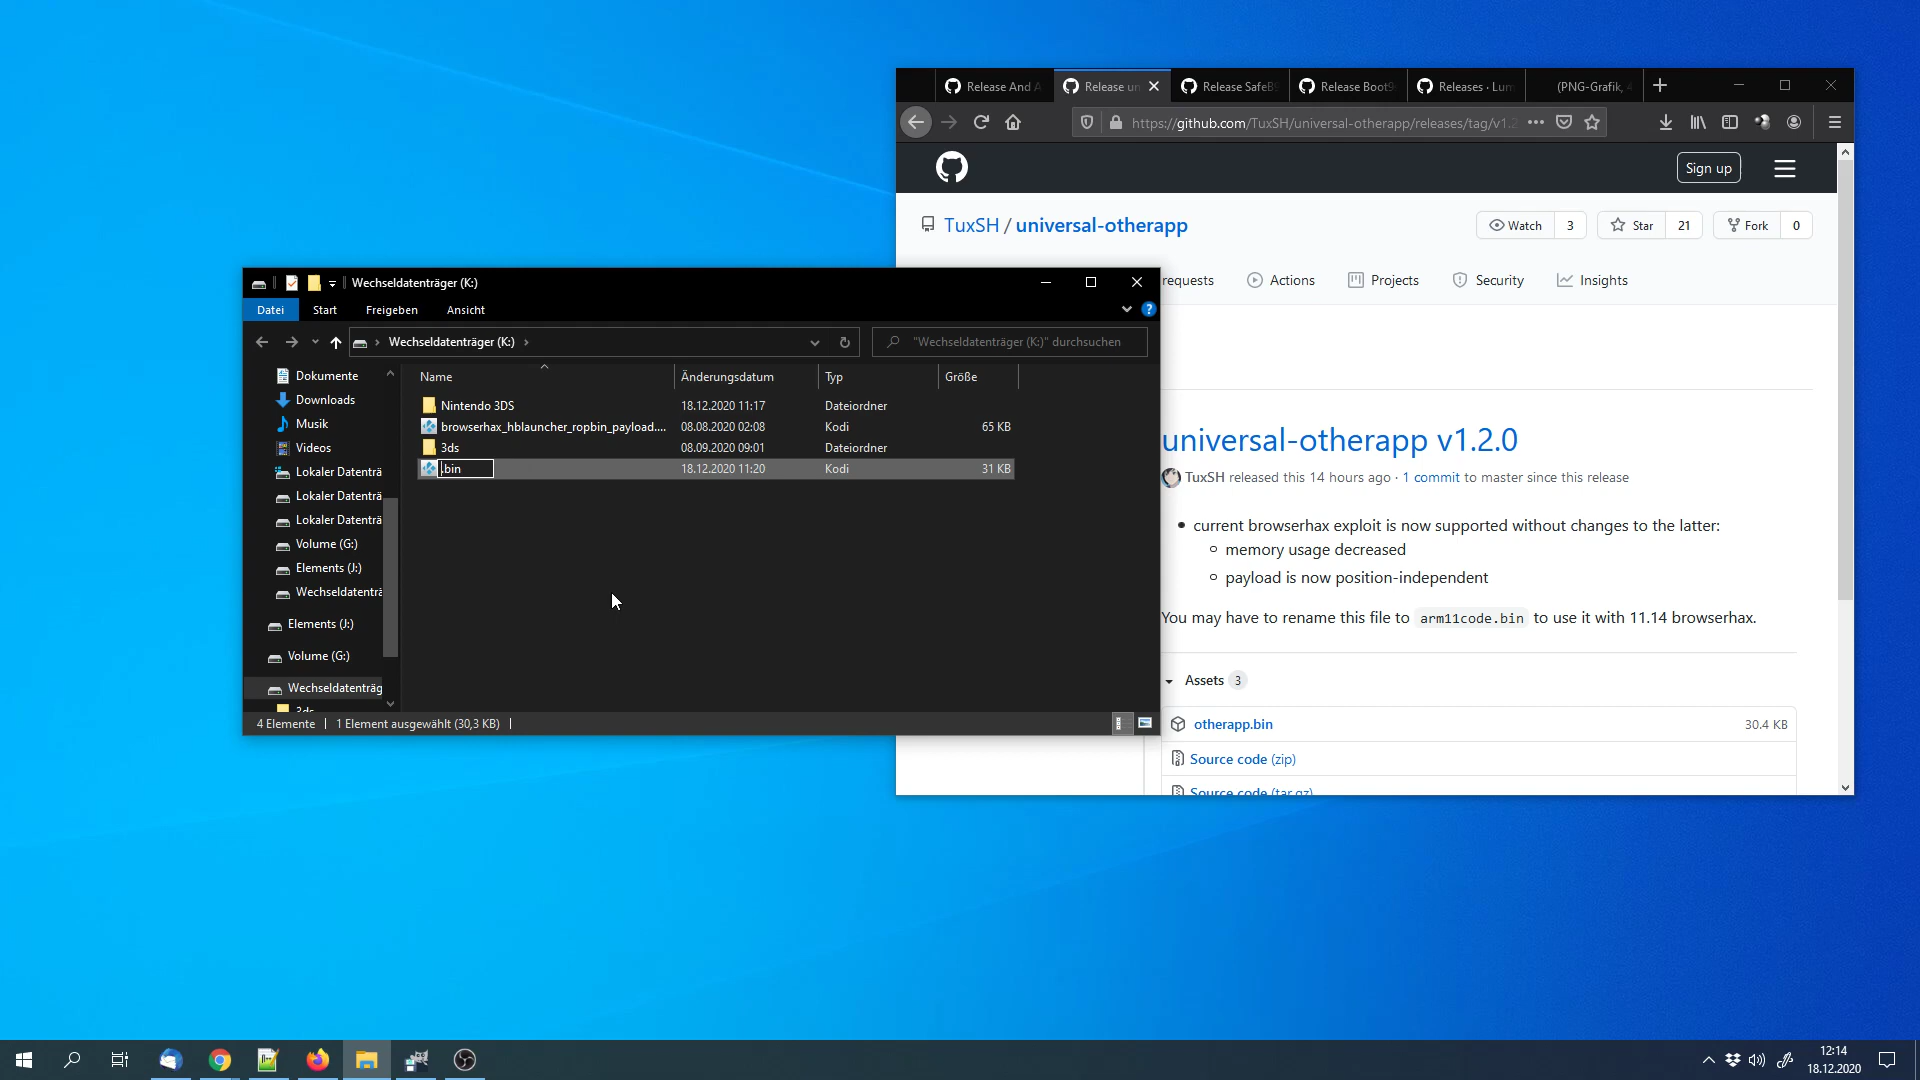 Release And A
Release un
Release SafeB9
Release Boot9
Releases · Lum
(PNG-Grafik, 4
https://github.com/TuxSH/universal-otherapp/releases/tag/v1.2
Sign up
TuxSH / universal-otherapp
Watch 3
Star 21
Fork 0
requests
Actions
Projects
Security
Insights
universal-otherapp v1.2.0
TuxSH released this 14 hours ago · 1 commit to master since this release
current browserhax exploit is now supported without changes to the latter:
memory usage decreased
payload is now position-independent
You may have to rename this file to arm11code.bin to use it with 11.14 browserhax.
Assets 3
otherapp.bin 30.4 KB
Source code (zip)
Source code (tar.gz)
Wechseldatenträger (K:)
Datei Start Freigeben Ansicht
Wechseldatenträger (K:)
"Wechseldatenträger (K:)" durchsuchen
Dokumente
Downloads
Musik
Videos
Lokaler Datenträ
Lokaler Datenträ
Lokaler Datenträ
Volume (G:)
Elements (J:)
Wechseldatenträ
Elements (J:)
Volume (G:)
Wechseldatenträg
3ds
Name Änderungsdatum Typ Größe
Nintendo 3DS 18.12.2020 11:17 Dateiordner
browserhax_hblauncher_ropbin_payload.... 08.08.2020 02:08 Kodi 65 KB
3ds 08.09.2020 09:01 Dateiordner
.bin 18.12.2020 11:20 Kodi 31 KB
4 Elemente 1 Element ausgewählt (30,3 KB)
12:14
18.12.2020